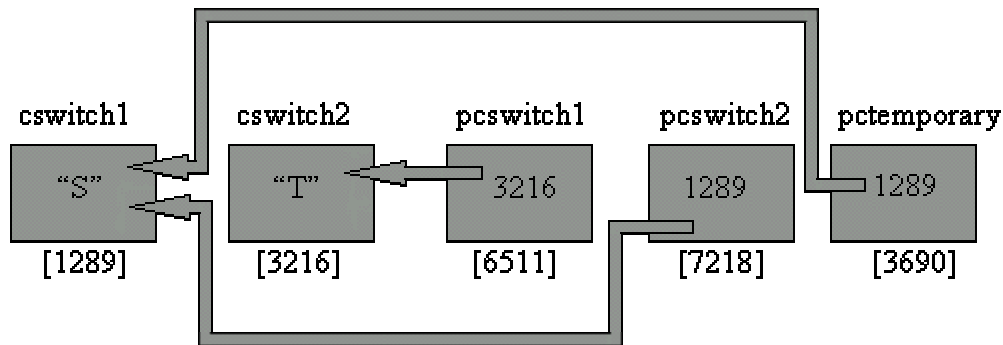 cswitch1 cswitch2 pcswitch1 pcswitch2 pctemporary
“S” “T” 3216 1289 1289
[1289] [3216] [6511] [7218] [3690]